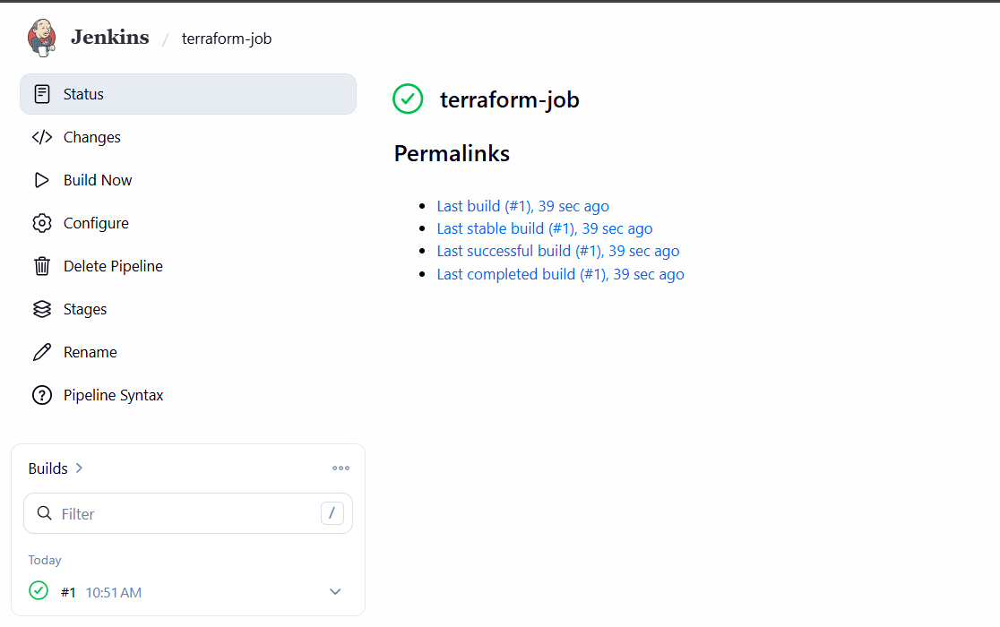 Jenkins / terraform-job
Status
Changes
Build Now
Configure
Delete Pipeline
Stages
Rename
Pipeline Syntax
Builds
Filter /
Today
#1 10:51 AM
terraform-job
Permalinks
Last build (#1), 39 sec ago
Last stable build (#1), 39 sec ago
Last successful build (#1), 39 sec ago
Last completed build (#1), 39 sec ago